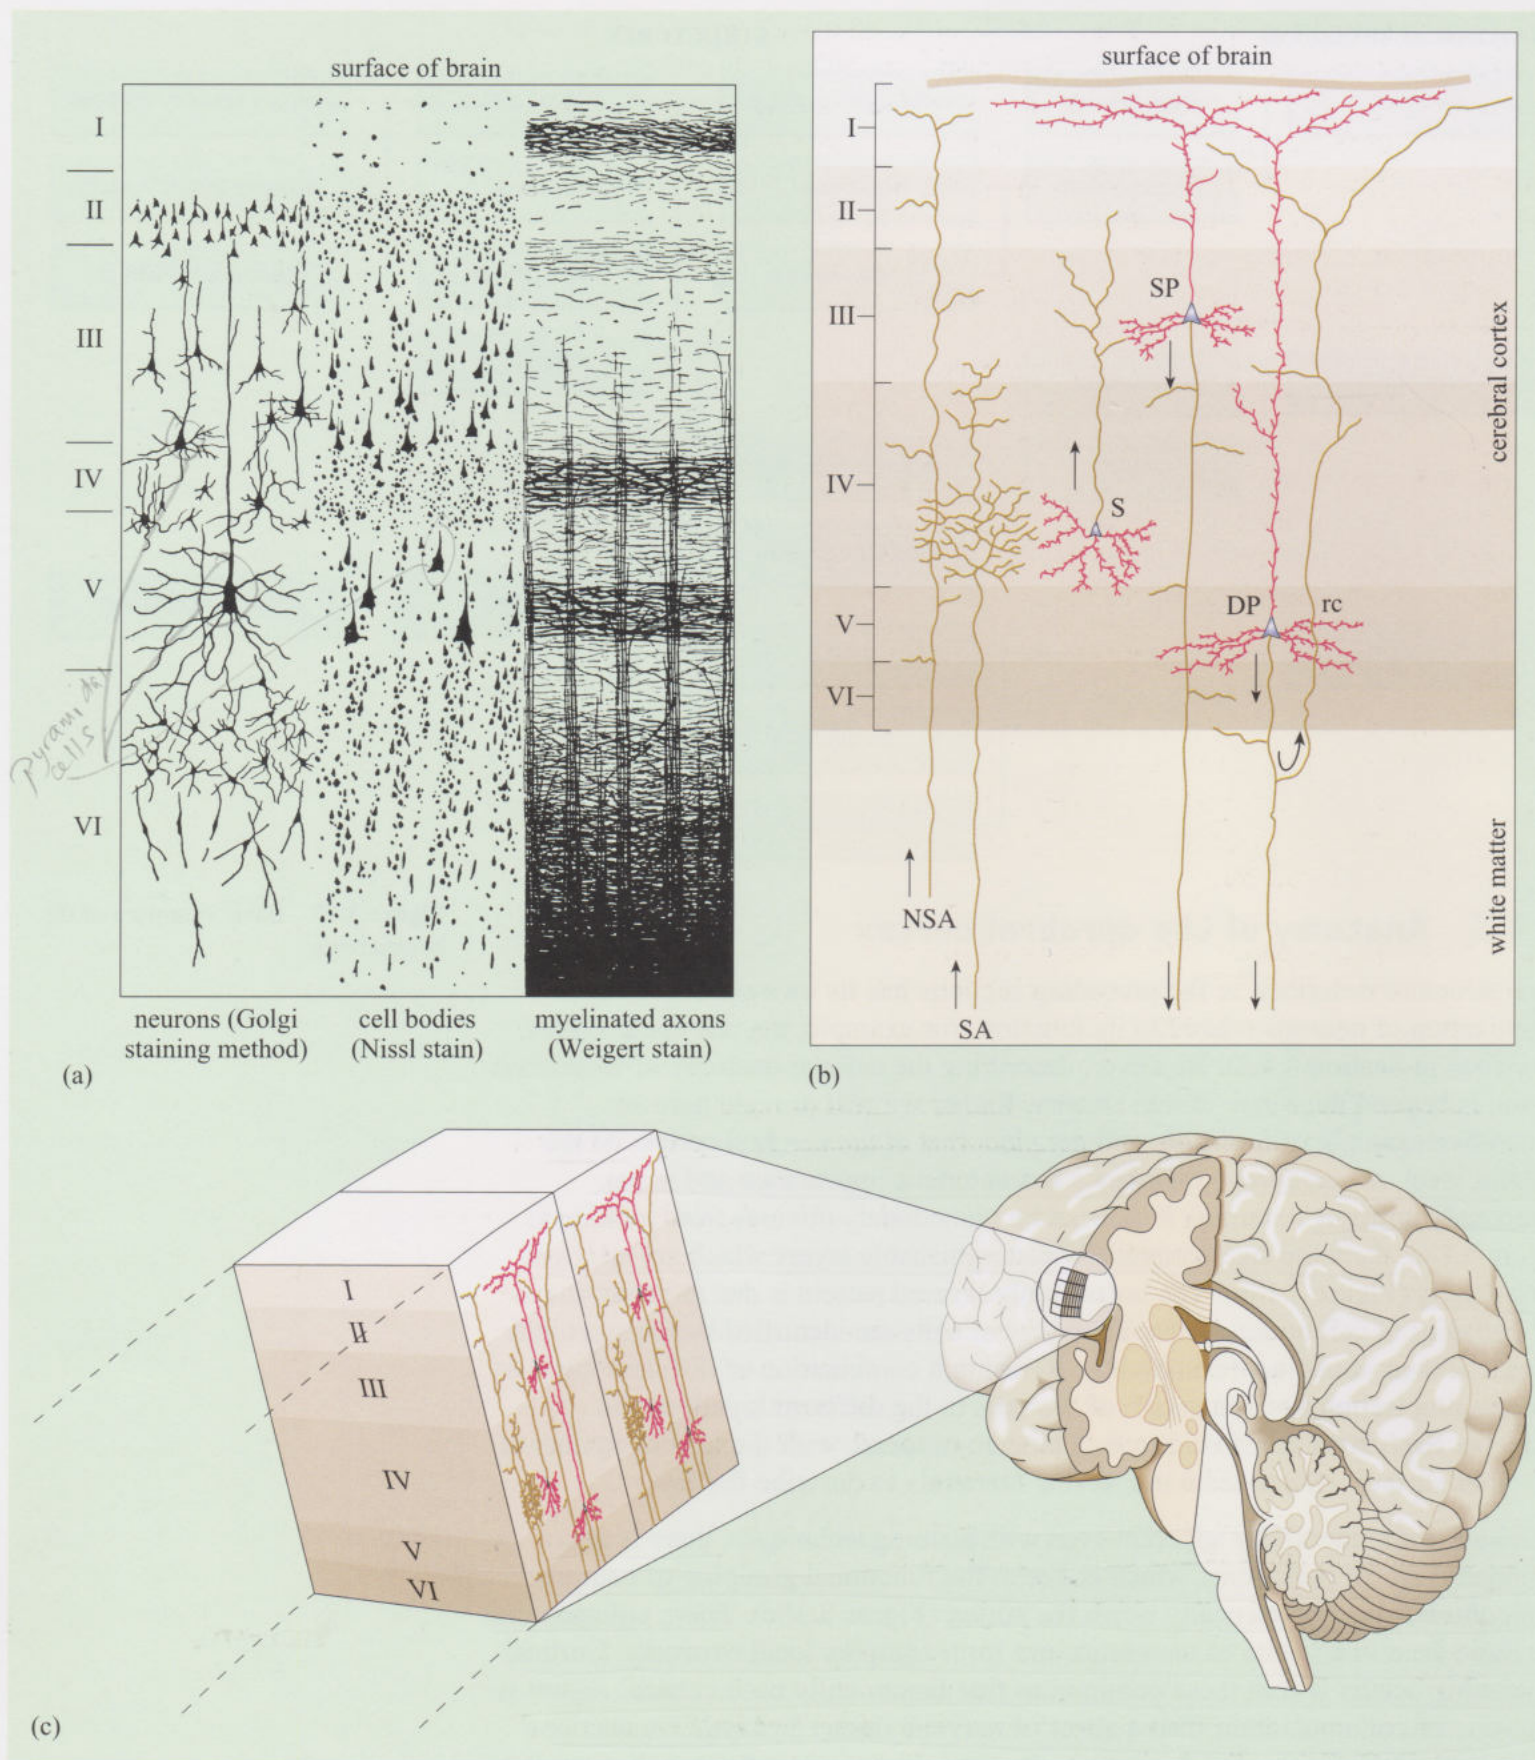 surface of brain
I
II
III
IV
V
VI
Pyramidal
cells
neurons (Golgi
staining method)
cell bodies
(Nissl stain)
myelinated axons
(Weigert stain)
(a)
surface of brain
I
II
III
IV
V
VI
SP
S
DP
rc
NSA
SA
cerebral cortex
white matter
(b)
I
II
III
IV
V
VI
(c)